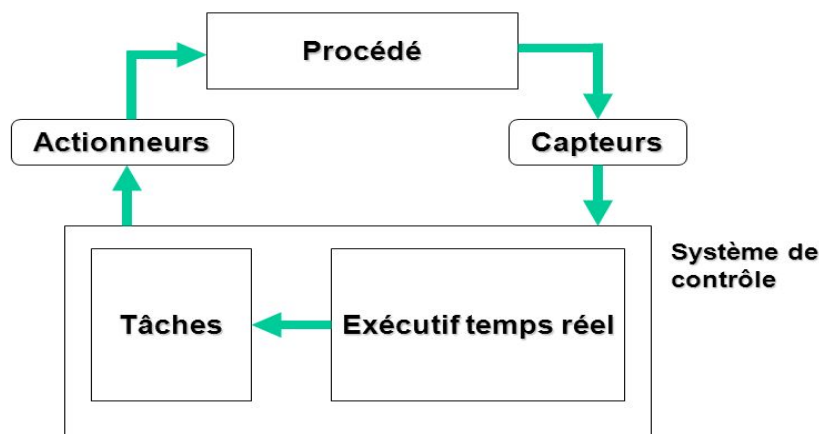 Procédé
Actionneurs
Capteurs
Système de
contrôle
Tâches
Exécutif temps réel